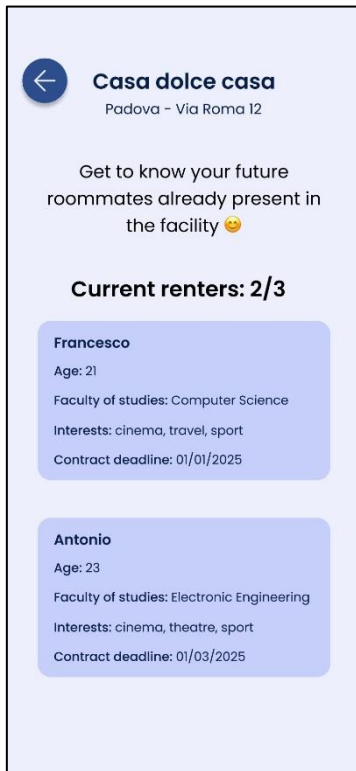 Casa dolce casa
Padova - Via Roma 12
Get to know your future
roommates already present in
the facility 😊
Current renters: 2/3
Francesco
Age: 21
Faculty of studies: Computer Science
Interests: cinema, travel, sport
Contract deadline: 01/01/2025
Antonio
Age: 23
Faculty of studies: Electronic Engineering
Interests: cinema, theatre, sport
Contract deadline: 01/03/2025